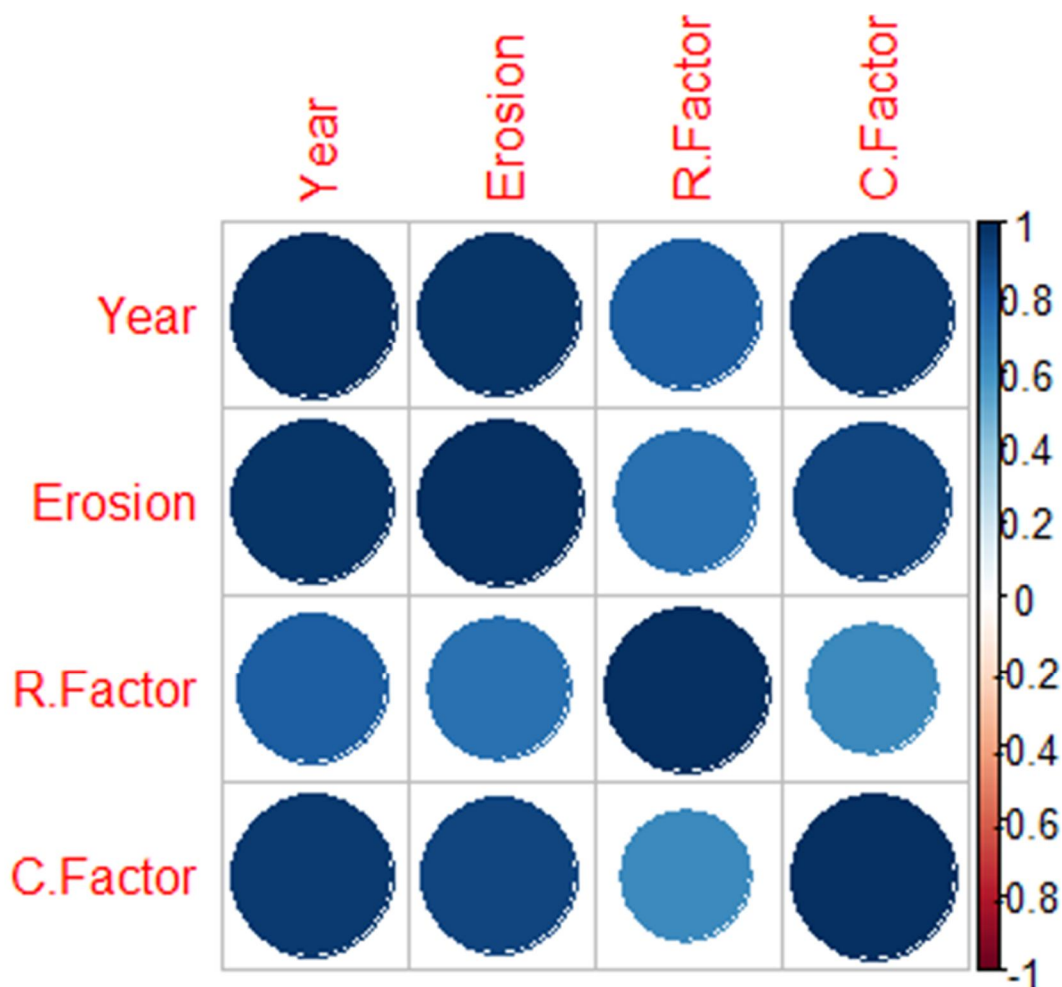 Year
Erosion
R.Factor
C.Factor
Year
Erosion
R.Factor
C.Factor
1
0.8
0.6
0.4
0.2
0
-0.2
-0.4
-0.6
-0.8
-1